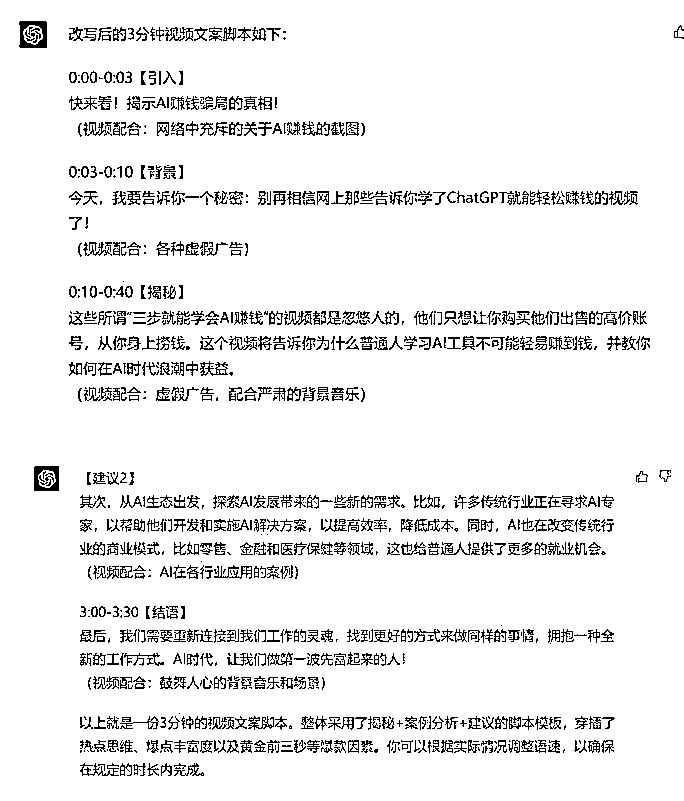 改写后的3分钟视频文案脚本如下：
0:00-0:03【引入】
快来看！揭示AI赚钱骗局的真相！
（视频配合：网络中充斥的关于AI赚钱的截图）
0:03-0:10【背景】
今天，我要告诉你一个秘密：别再相信网上那些告诉你学了ChatGPT就能轻松赚钱的视频
了！
（视频配合：各种虚假广告）
0:10-0:40【揭秘】
这些所谓“三步就能学会AI赚钱”的视频都是忽悠人的，他们只想让你购买他们出售的高价账
号，从你身上捞钱。这个视频将告诉你为什么普通人学习AI工具不可能轻易赚到钱，并教你
如何在AI时代浪潮中获益。
（视频配合：虚假广告，配合严肃的背景音乐）
【建议2】
其次，从AI生态出发，探索AI发展带来的一些新的需求。比如，许多传统行业正在寻求AI专
家，以帮助他们开发和实施AI解决方案，以提高效率，降低成本。同时，AI也在改变传统行
业的商业模式，比如零售、金融和医疗保健等领域，这也给普通人提供了更多的就业机会。
（视频配合：AI在各行业应用的案例）
3:00-3:30【结语】
最后，我们需要重新连接到我们工作的灵魂，找到更好的方式来做同样的事情，拥抱一种全
新的工作方式。AI时代，让我们做第一波先富起来的人！
（视频配合：鼓舞人心的背景音乐和场景）
以上就是一份3分钟的视频文案脚本。整体采用了揭秘+案例分析+建议的脚本模板，穿插了
热点思维、爆点丰富度以及黄金前三秒等爆款因素。你可以根据实际情况调整语速，以确保
在规定的时长内完成。